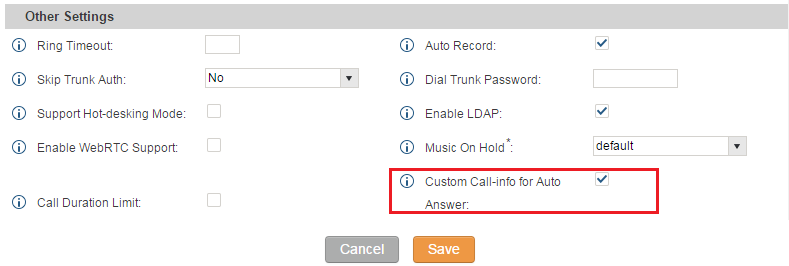 Other Settings
Ring Timeout:
Auto Record:
Skip Trunk Auth:
No
Dial Trunk Password:
Support Hot-desking Mode:
Enable LDAP:
Enable WebRTC Support:
Music On Hold*:
default
Custom Call-info for Auto
Answer:
Call Duration Limit:
Cancel
Save